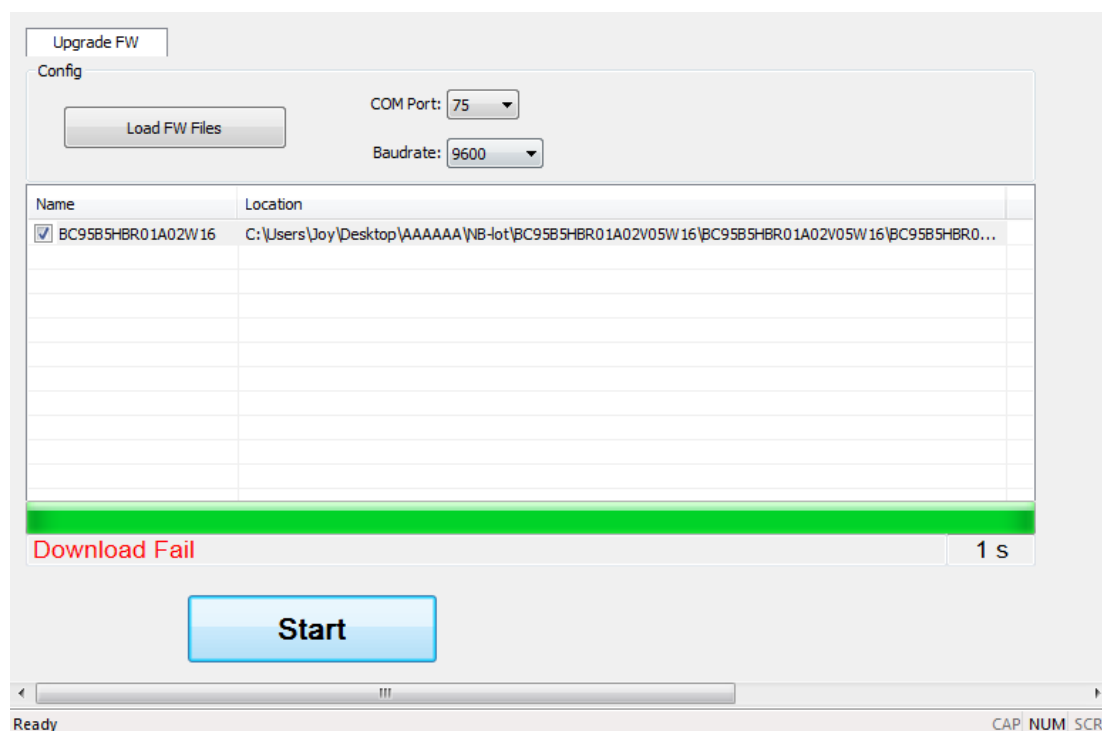 Upgrade FW
Config
Load FW Files
COM Port: 75
Baudrate: 9600
Name Location
BC95B5HBR01A02W16 C:\Users\Joy\Desktop\AAAAAA\NB-lot\BC95B5HBR01A02V05W16\BC95B5HBR01A02V05W16\BC95B5HBR0...
Download Fail 1 s
Start
Ready CAP NUM SCR